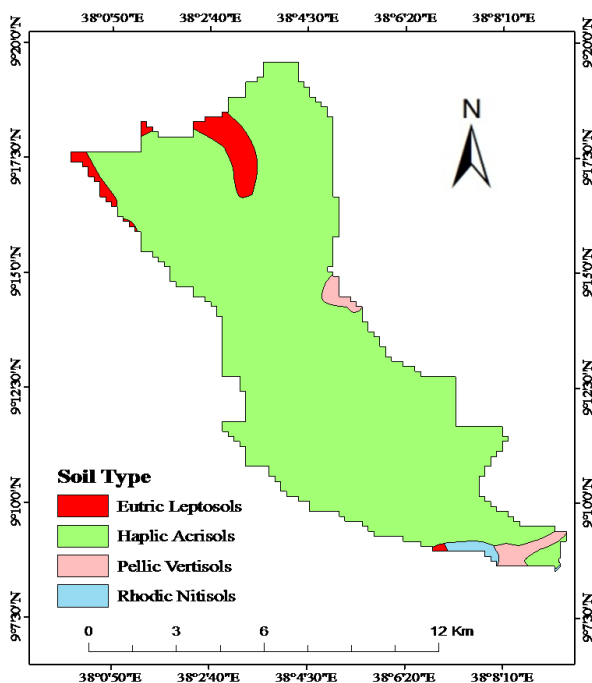 38°0'50"E 38°2'40"E 38°4'30"E 38°6'20"E 38°8'10"E
9°20'0"N 9°20'0"N
N
9°17'30"N 9°17'30"N
9°15'0"N 9°15'0"N
9°12'30"N 9°12'30"N
Soil Type
Eutric Leptosols
9°10'0"N 9°10'0"N
Haplic Acrisols
Pellic Vertisols
Rhodic Nitisols
9°7'30"N 9°7'30"N
0 3 6 12 Km
38°0'50"E 38°2'40"E 38°4'30"E 38°6'20"E 38°8'10"E